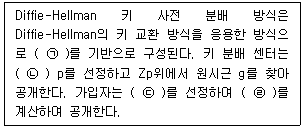 Diffie-Hellman 키 사전 분배 방식은
Diffie-Hellman의 키 교환 방식을 응용한 방식으
로 ( ㉠ )를 기반으로 구성된다. 키 분배 센터는
( ㉡ ) p를 선정하고 Zp위에서 원시근 g를 찾아
공개한다. 가입자는 ( ㉢ )를 선정하여 ( ㉣ )를
계산하며 공개한다.